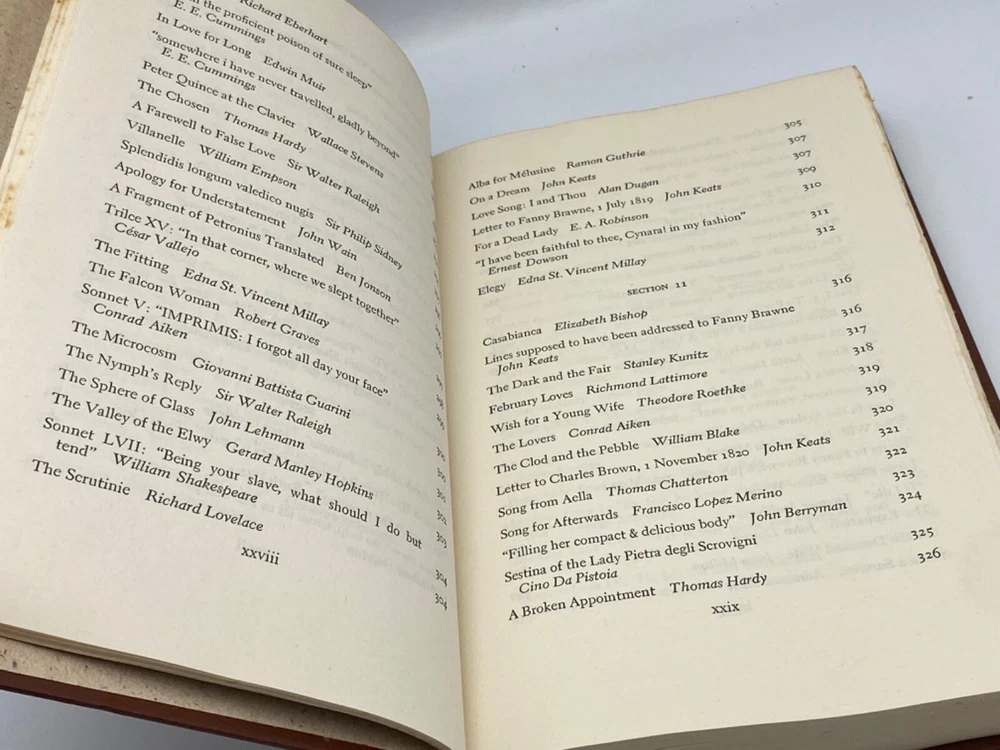 Richard Eberhart
the proficient poison of sure sleep"
E. E. Cummings
In Love for Long Edwin Muir
"somewhere i have never travelled, gladly beyond"
E. E. Cummings
Peter Quince at the Clavier Wallace Stevens
The Chosen Thomas Hardy
A Farewell to False Love Sir Walter Raleigh
Villanelle William Empson
Splendidis longum valedico nugis Sir Philip Sidney
Apology for Understatement John Wain
A Fragment of Petronius Translated Ben Jonson
Trilce XV: "In that corner, where we slept together"
César Vallejo
The Fitting Edna St. Vincent Millay
The Falcon Woman Robert Graves
Sonnet V: "IMPRIMIS: I forgot all day your face"
Conrad Aiken
The Microcosm Giovanni Battista Guarini
The Nymph's Reply Sir Walter Raleigh
The Sphere of Glass John Lehmann
The Valley of the Elwy Gerard Manley Hopkins 302
Sonnet LVII: "Being your slave, what should I do but 303
tend" William Shakespeare 304
The Scrutinie Richard Lovelace 304
xxviii
Alba for Mélusine Ramon Guthrie 305
On a Dream John Keats 307
Love Song: I and Thou Alan Dugan 307
Letter to Fanny Brawne, 1 July 1819 John Keats 309
For a Dead Lady E. A. Robinson 310
"I have been faithful to thee, Cynara! in my fashion" 311
Ernest Dowson
Elegy Edna St. Vincent Millay 312
SECTION 11
Casabianca Elizabeth Bishop 316
Lines supposed to have been addressed to Fanny Brawne
John Keats 316
The Dark and the Fair Stanley Kunitz 317
February Loves Richmond Lattimore 318
Wish for a Young Wife Theodore Roethke 319
The Lovers Conrad Aiken 319
The Clod and the Pebble William Blake 320
Letter to Charles Brown, 1 November 1820 John Keats 321
Song from Aella Thomas Chatterton 322
Song for Afterwards Francisco Lopez Merino 323
"Filling her compact & delicious body" John Berryman 324
Sestina of the Lady Pietra degli Scrovigni
Cino Da Pistoia 325
A Broken Appointment Thomas Hardy 326
xxix